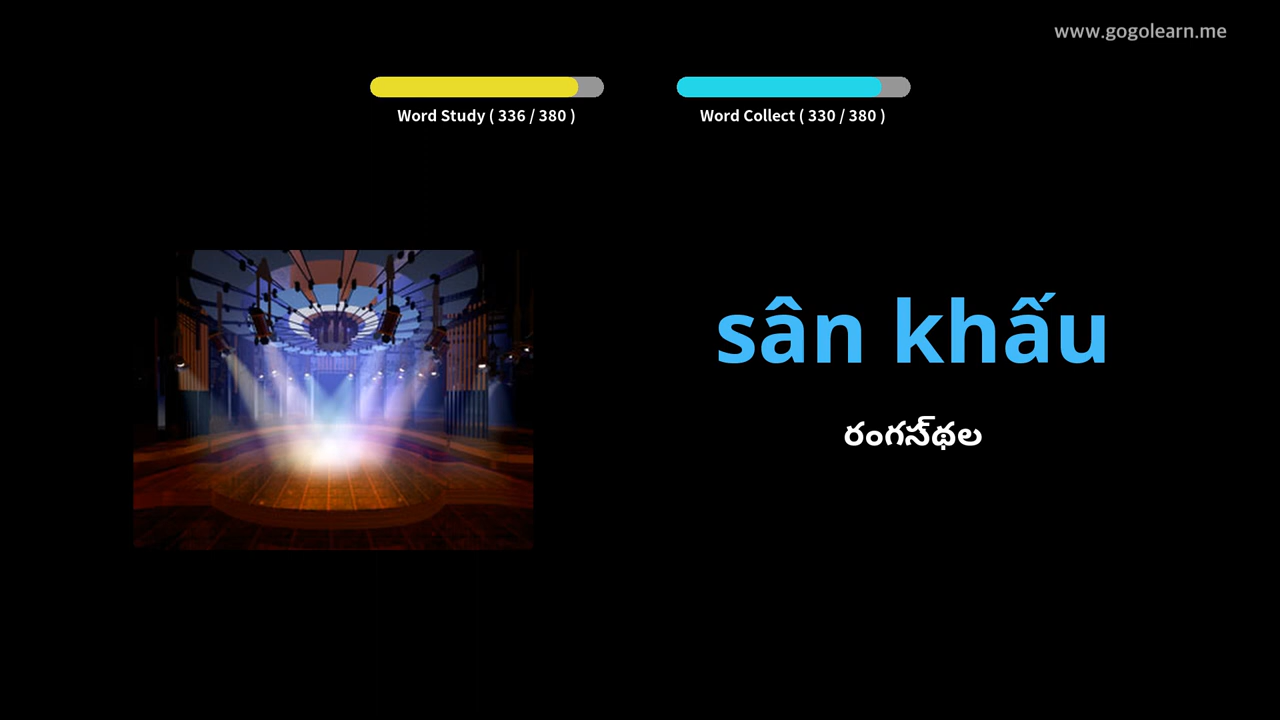 www.gogolearn.me
Word Study ( 336 / 380 )
Word Collect ( 330 / 380 )
sân khấu
రంగస్థల